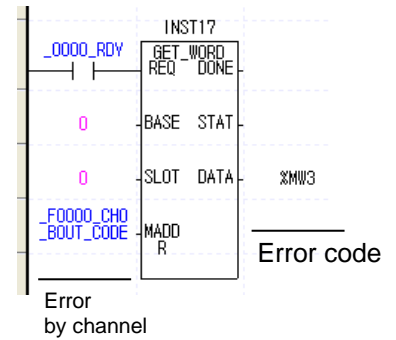 INST17
_0000_RDY
GET_WORD
REQ DONE
0
BASE STAT
0
SLOT DATA
%MW3
_F0000_CH0
_BOUT_CODE
MADD
R
Error code
Error
by channel